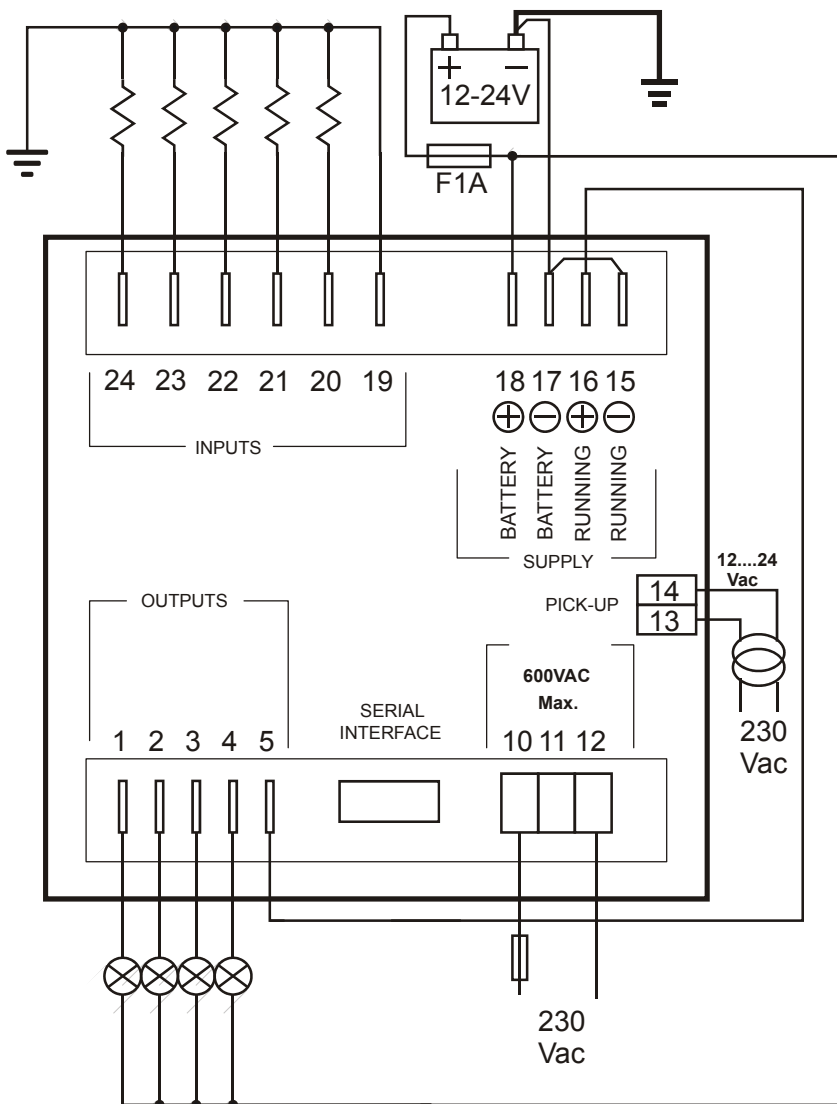 + −
12-24V
F1A
24 23 22 21 20 19
18 17 16 15
+ − + −
INPUTS
BATTERY
BATTERY
RUNNING
RUNNING
SUPPLY
12....24
Vac
OUTPUTS
PICK-UP
14
13
600VAC
Max.
SERIAL
INTERFACE
230
Vac
1 2 3 4 5
10 11 12
230
Vac